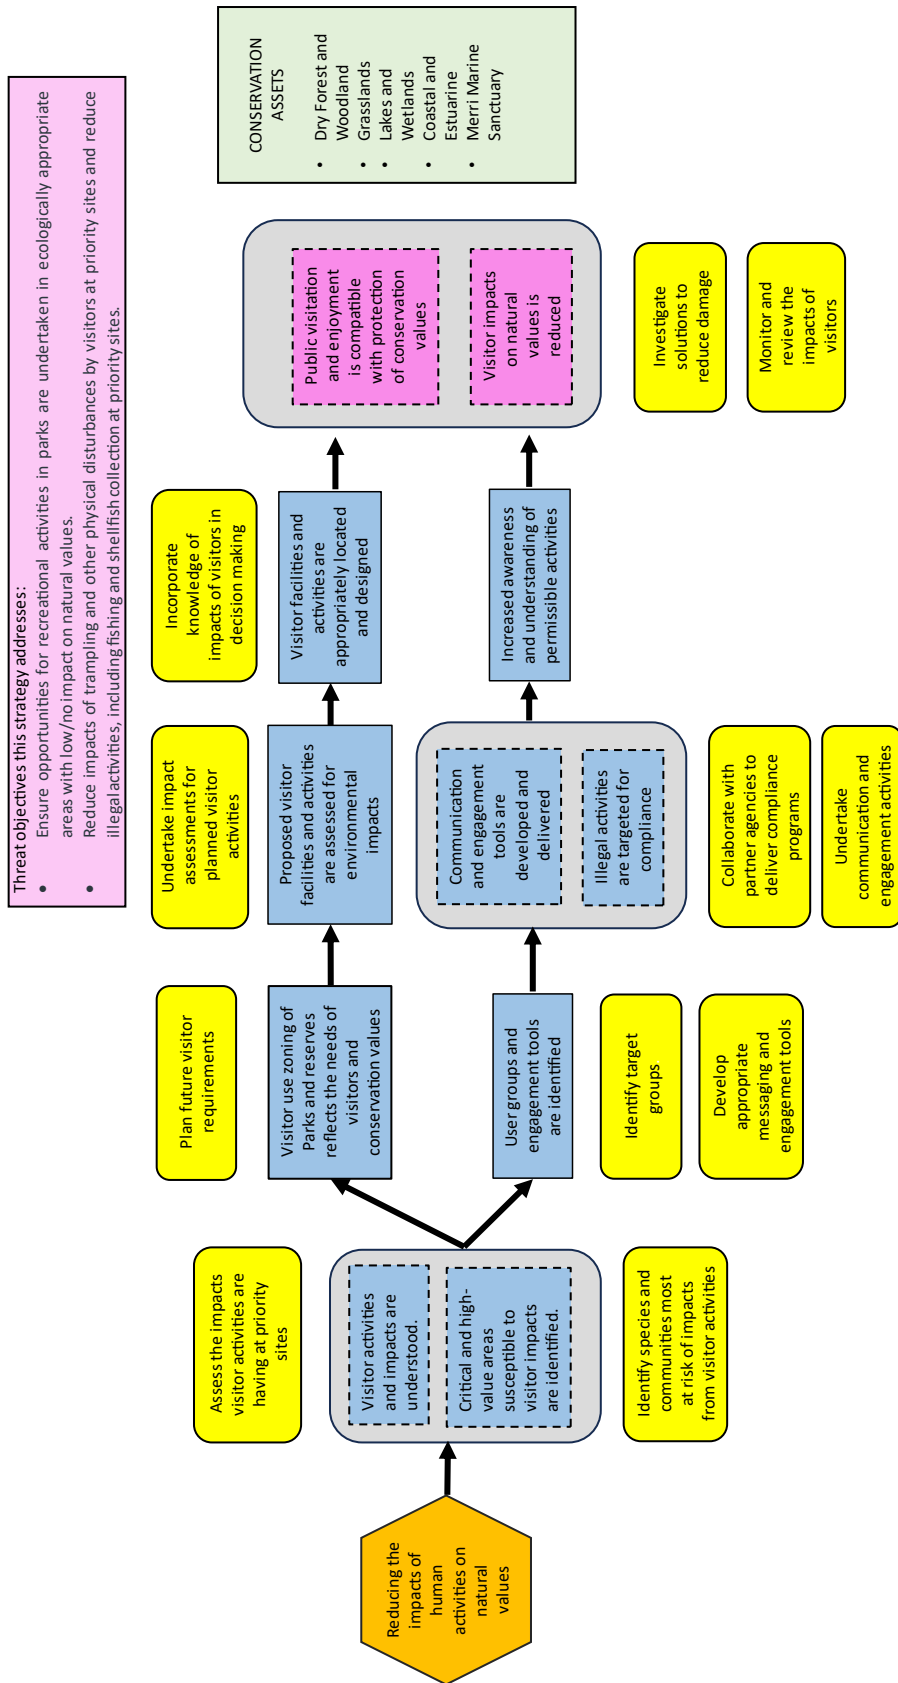 Threat objectives this strategy addresses:
• Ensure opportunities for recreational activities in parks are undertaken in ecologically appropriate
areas with low/no impact on natural values.
• Reduce impacts of trampling and other physical disturbances by visitors at priority sites and reduce
illegal activities, including fishing and shellfish collection at priority sites.
Reducing the
impacts of
human
activities on
natural
values
Assess the impacts
visitor activities are
having at priority
sites
Visitor activities
and impacts are
understood.
Critical and high-
value areas
susceptible to
visitor impacts
are identified.
Identify species and
communities most
at risk of impacts
from visitor activities
Plan future visitor
requirements
Visitor use zoning of
Parks and reserves
reflects the needs of
visitors and
conservation values
User groups and
engagement tools
are identified
Identify target
groups
Develop
appropriate
messaging and
engagement tools
Undertake impact
assessments for
planned visitor
activities
Proposed visitor
facilities and activities
are assessed for
environmental
impacts
Communication
and engagement
tools are
developed and
delivered
Illegal activities
are targeted for
compliance
Collaborate with
partner agencies to
deliver compliance
programs
Undertake
communication and
engagement activities
Incorporate
knowledge of
impacts of visitors in
decision making
Visitor facilities and
activities are
appropriately located
and designed
Increased awareness
and understanding of
permissible activities
Public visitation
and enjoyment
is compatible
with protection
of conservation
values
Visitor impacts
on natural
values is
reduced
Investigate
solutions to
reduce damage
Monitor and
review the
impacts of
visitors
CONSERVATION
ASSETS
• Dry Forest and
Woodland
• Grasslands
• Lakes and
Wetlands
• Coastal and
Estuarine
• Merri Marine
Sanctuary